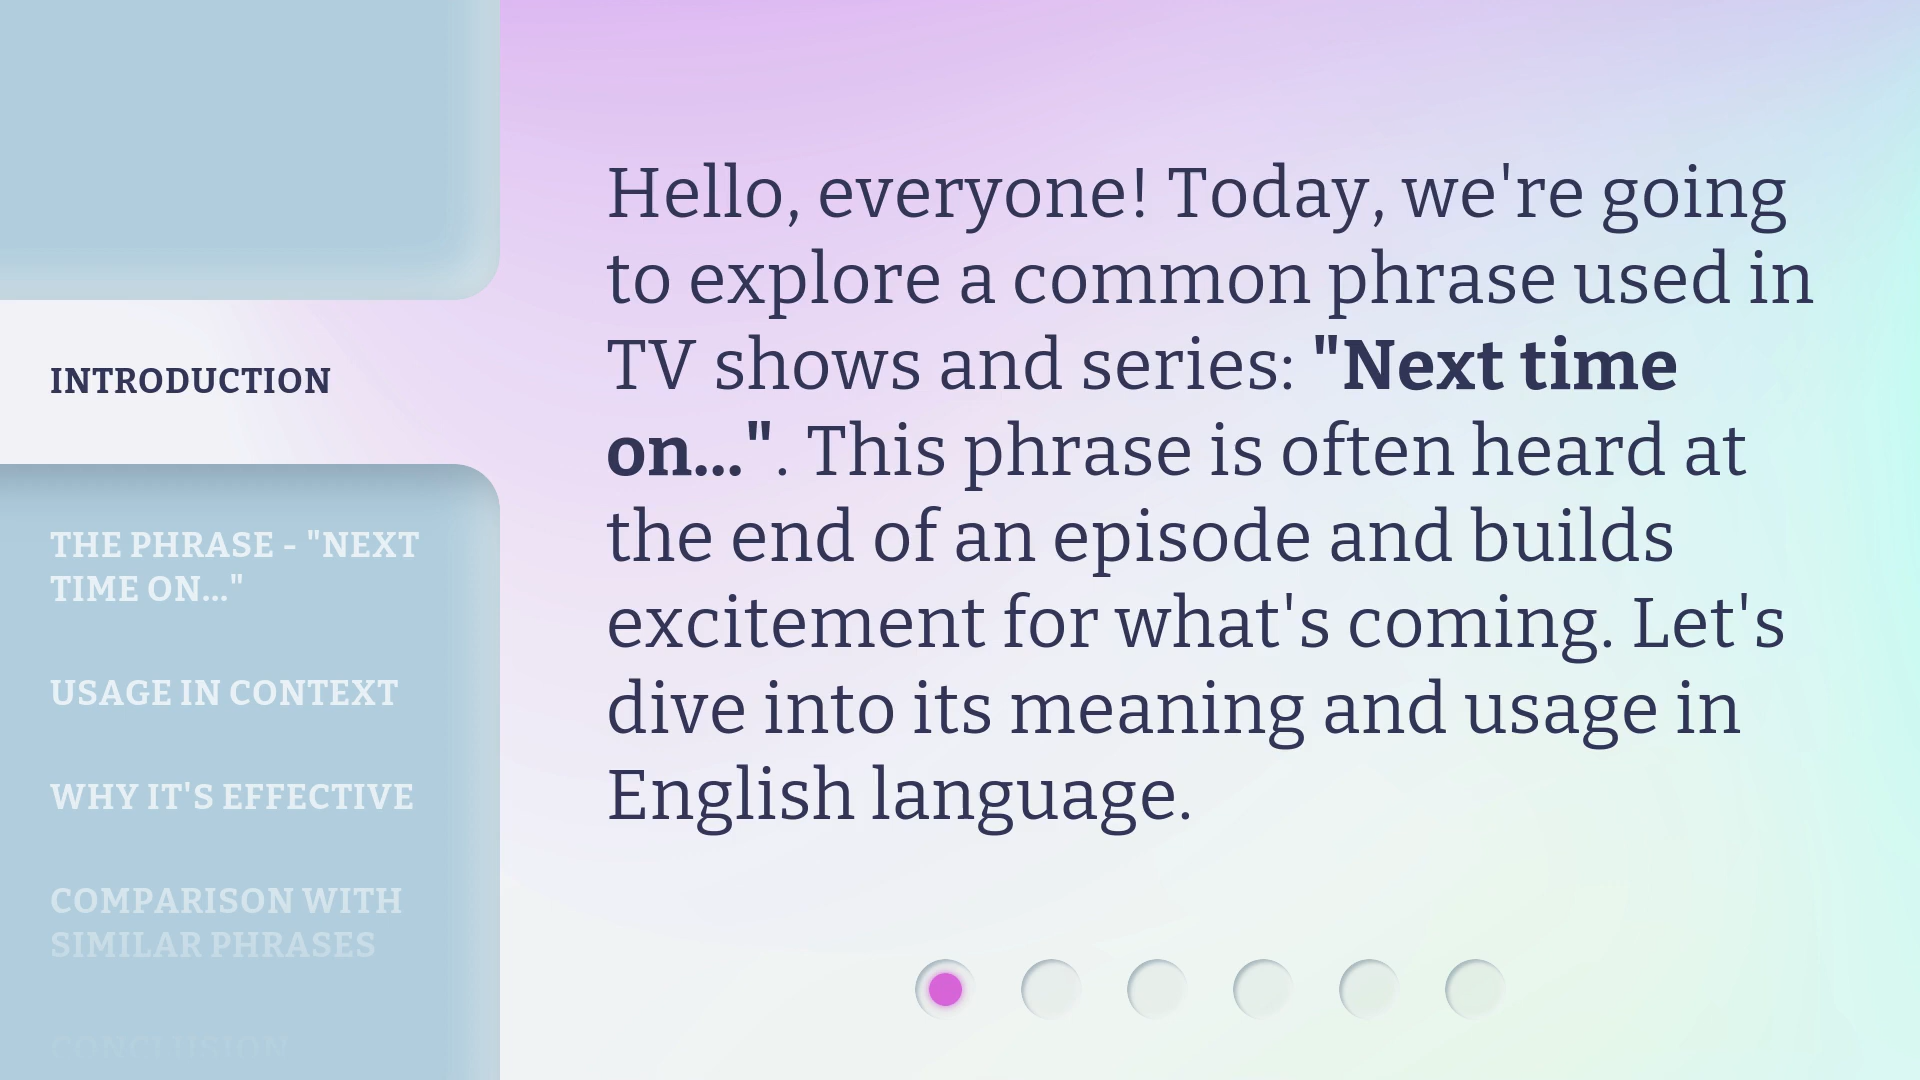 INTRODUCTION
THE PHRASE - "NEXT
TIME ON..."
USAGE IN CONTEXT
WHY IT'S EFFECTIVE
COMPARISON WITH
SIMILAR PHRASES
CONCLUSION
Hello, everyone! Today, we're going
to explore a common phrase used in
TV shows and series: "Next time
on...". This phrase is often heard at
the end of an episode and builds
excitement for what's coming. Let's
dive into its meaning and usage in
English language.